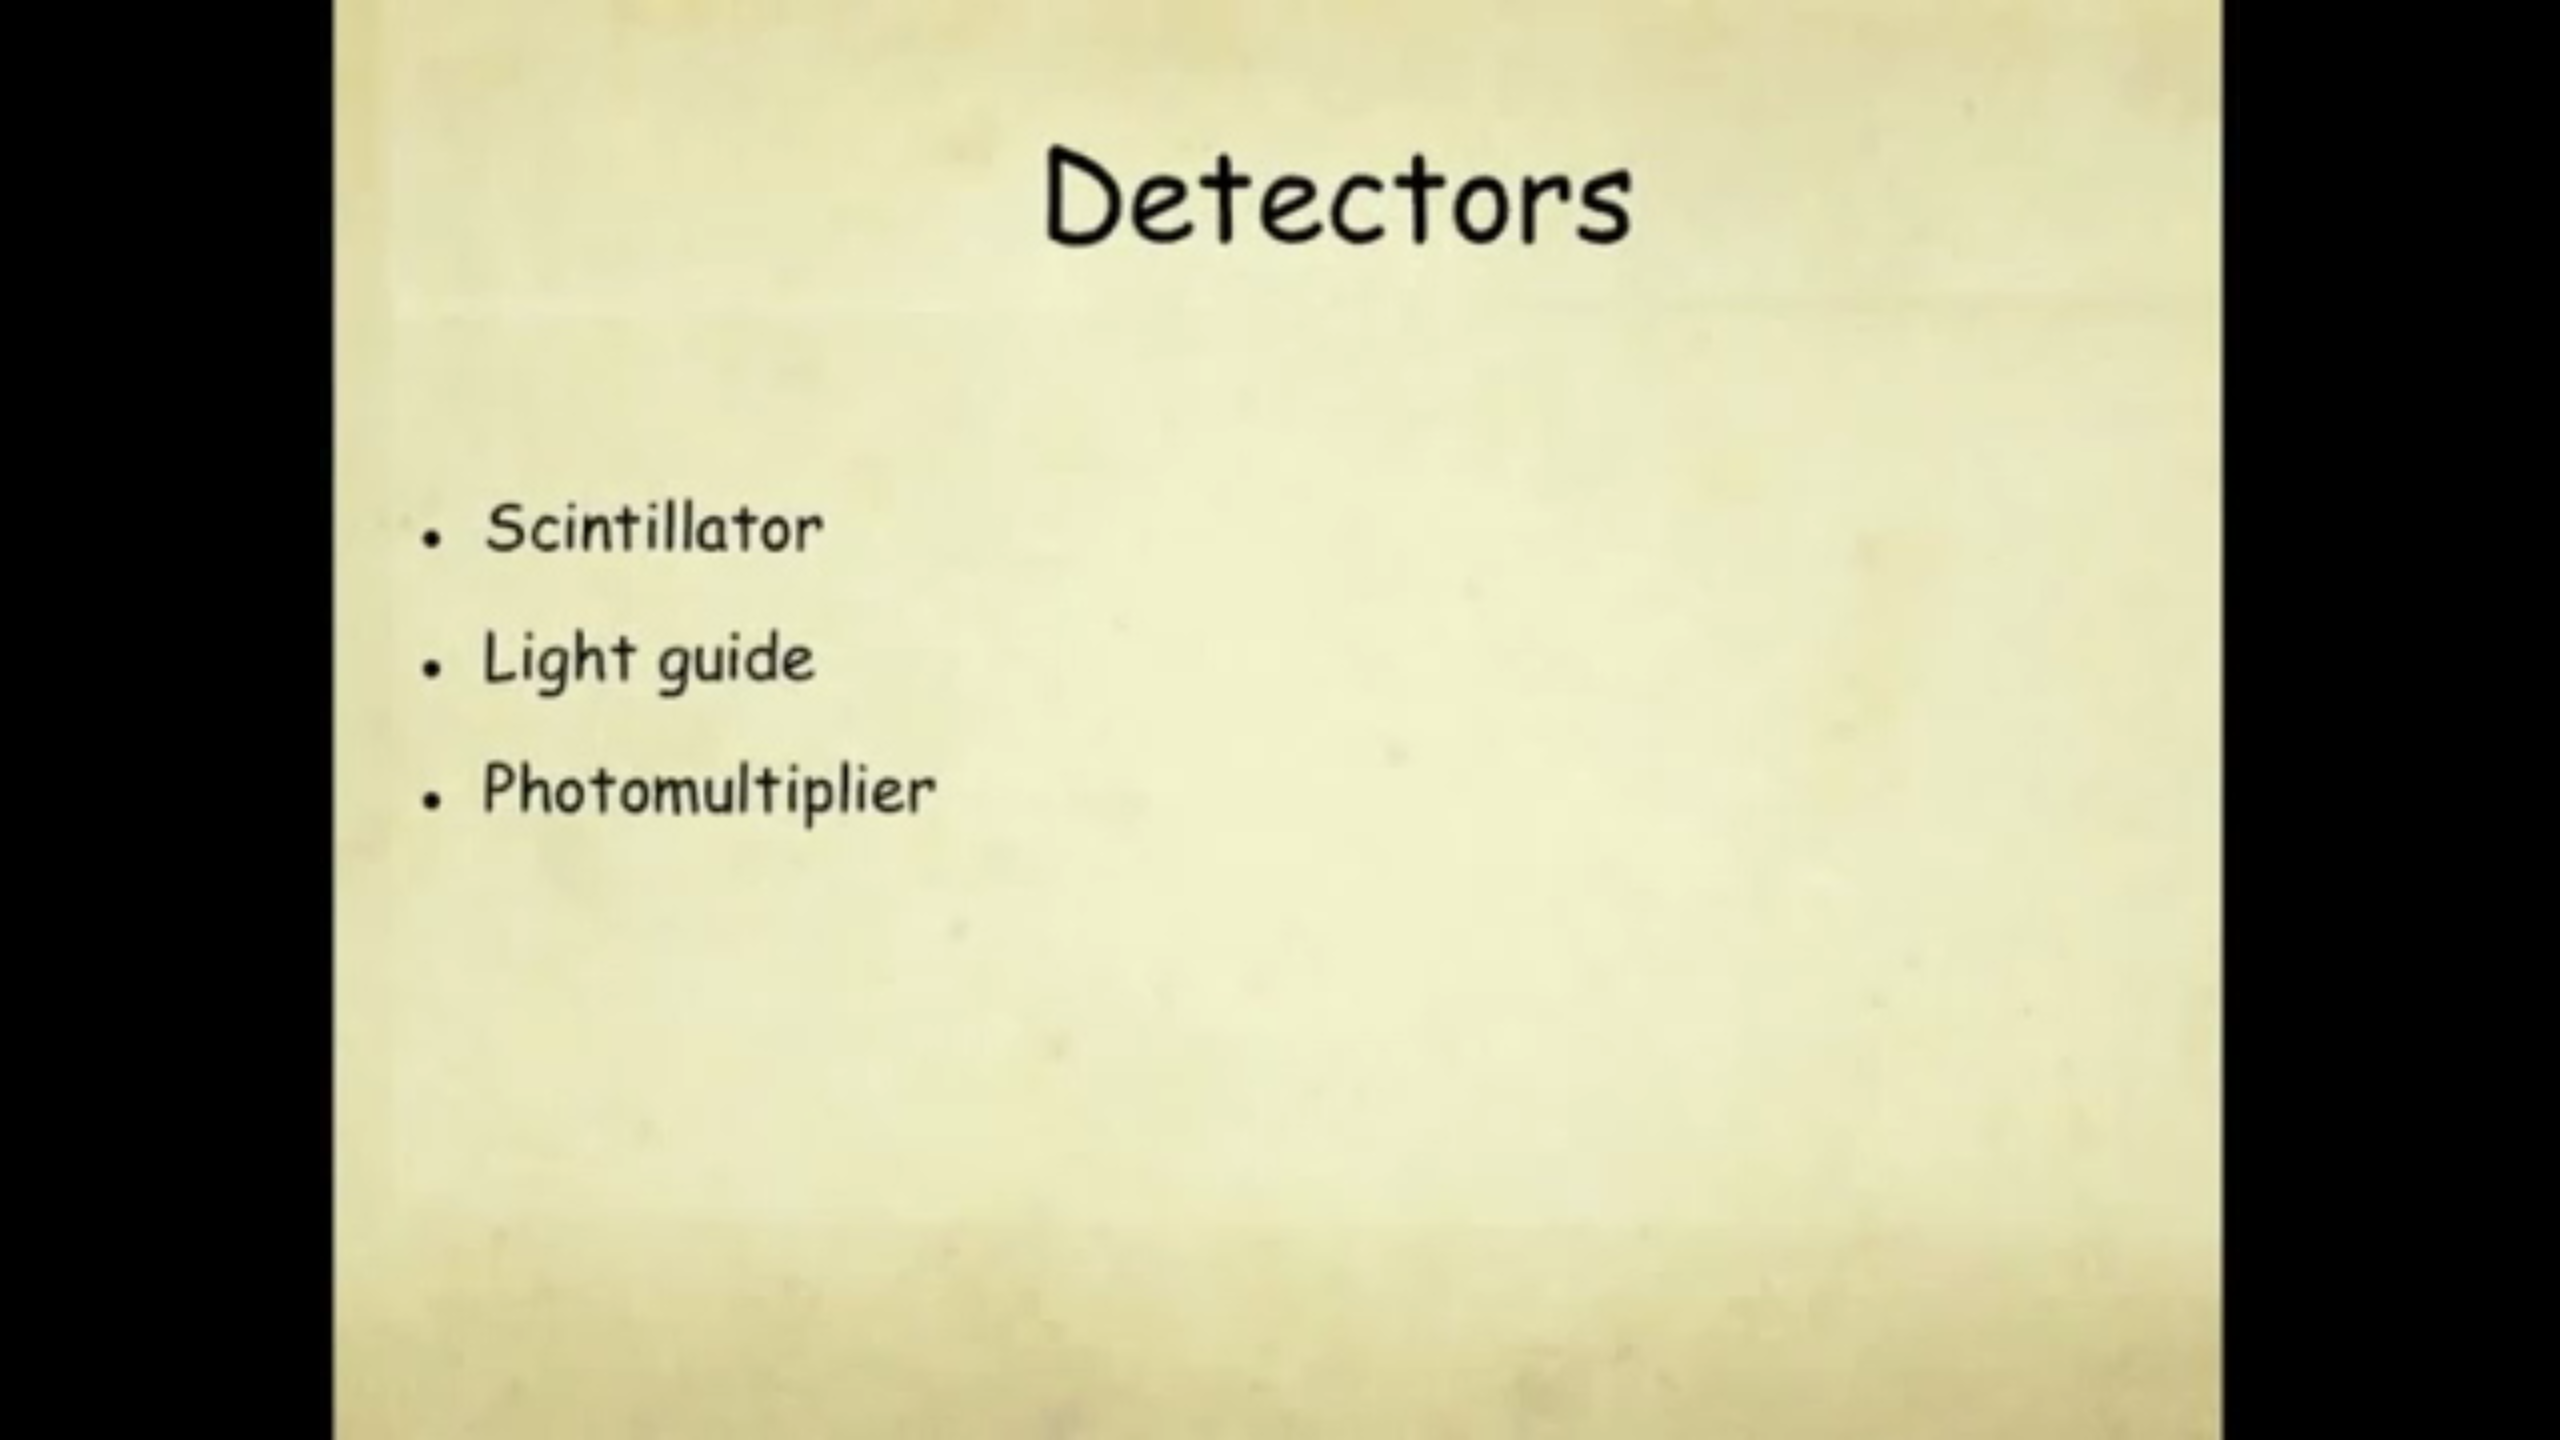 Detectors
• Scintillator
• Light guide
• Photomultiplier